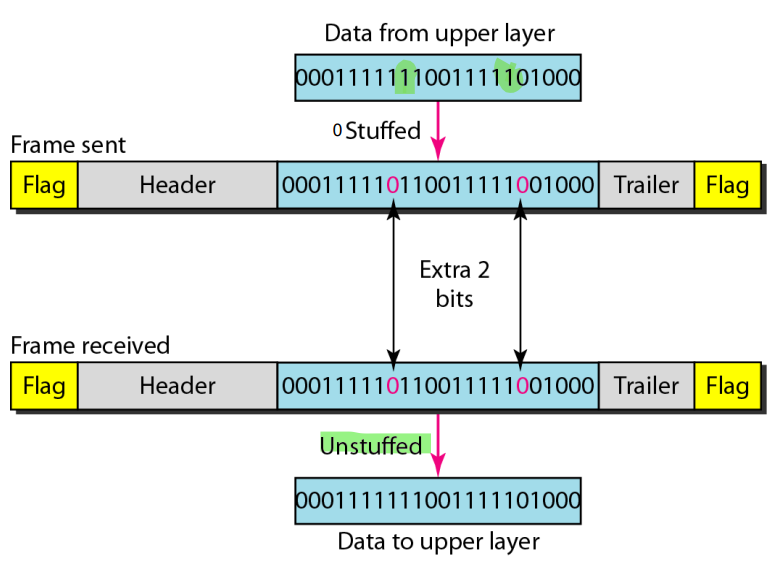 Data from upper layer
0001111111001111101000
0 Stuffed
Frame sent
Flag Header 000111110110011111001000 Trailer Flag
Extra 2
bits
Frame received
Flag Header 000111110110011111001000 Trailer Flag
Unstuffed
0001111111001111101000
Data to upper layer